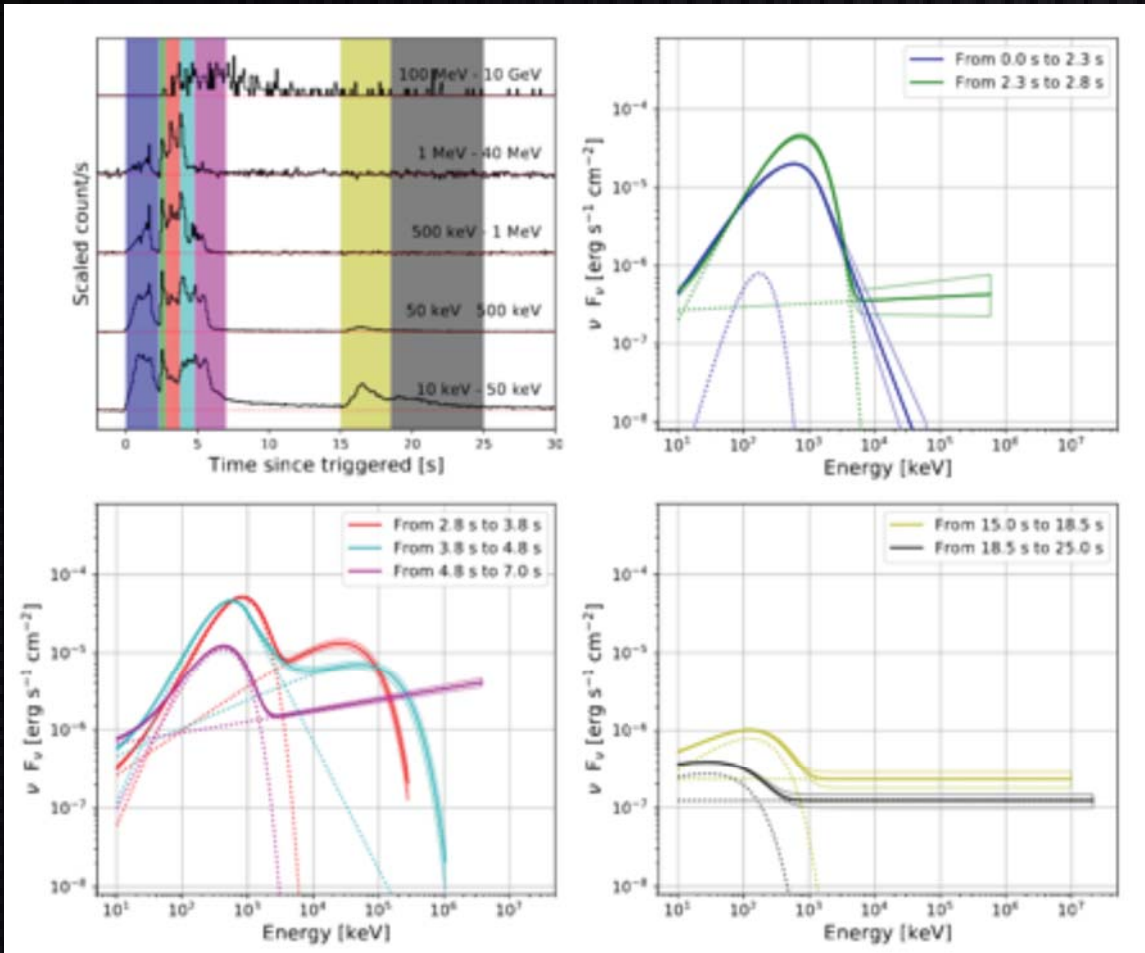 100 MeV - 10 GeV
1 MeV - 40 MeV
500 keV - 1 MeV
50 keV 500 keV
10 keV - 50 keV
Scaled count/s
0 5 10 15 20 25 30
Time since triggered [s]
From 0.0 s to 2.3 s
From 2.3 s to 2.8 s
10⁻⁴
10⁻⁵
10⁻⁶
10⁻⁷
10⁻⁸
ν Fν [erg s⁻¹ cm⁻²]
10¹ 10² 10³ 10⁴ 10⁵ 10⁶ 10⁷
Energy [keV]
From 2.8 s to 3.8 s
From 3.8 s to 4.8 s
From 4.8 s to 7.0 s
10⁻⁴
10⁻⁵
10⁻⁶
10⁻⁷
10⁻⁸
ν Fν [erg s⁻¹ cm⁻²]
10¹ 10² 10³ 10⁴ 10⁵ 10⁶ 10⁷
Energy [keV]
From 15.0 s to 18.5 s
From 18.5 s to 25.0 s
10⁻⁴
10⁻⁵
10⁻⁶
10⁻⁷
10⁻⁸
ν Fν [erg s⁻¹ cm⁻²]
10¹ 10² 10³ 10⁴ 10⁵ 10⁶ 10⁷
Energy [keV]